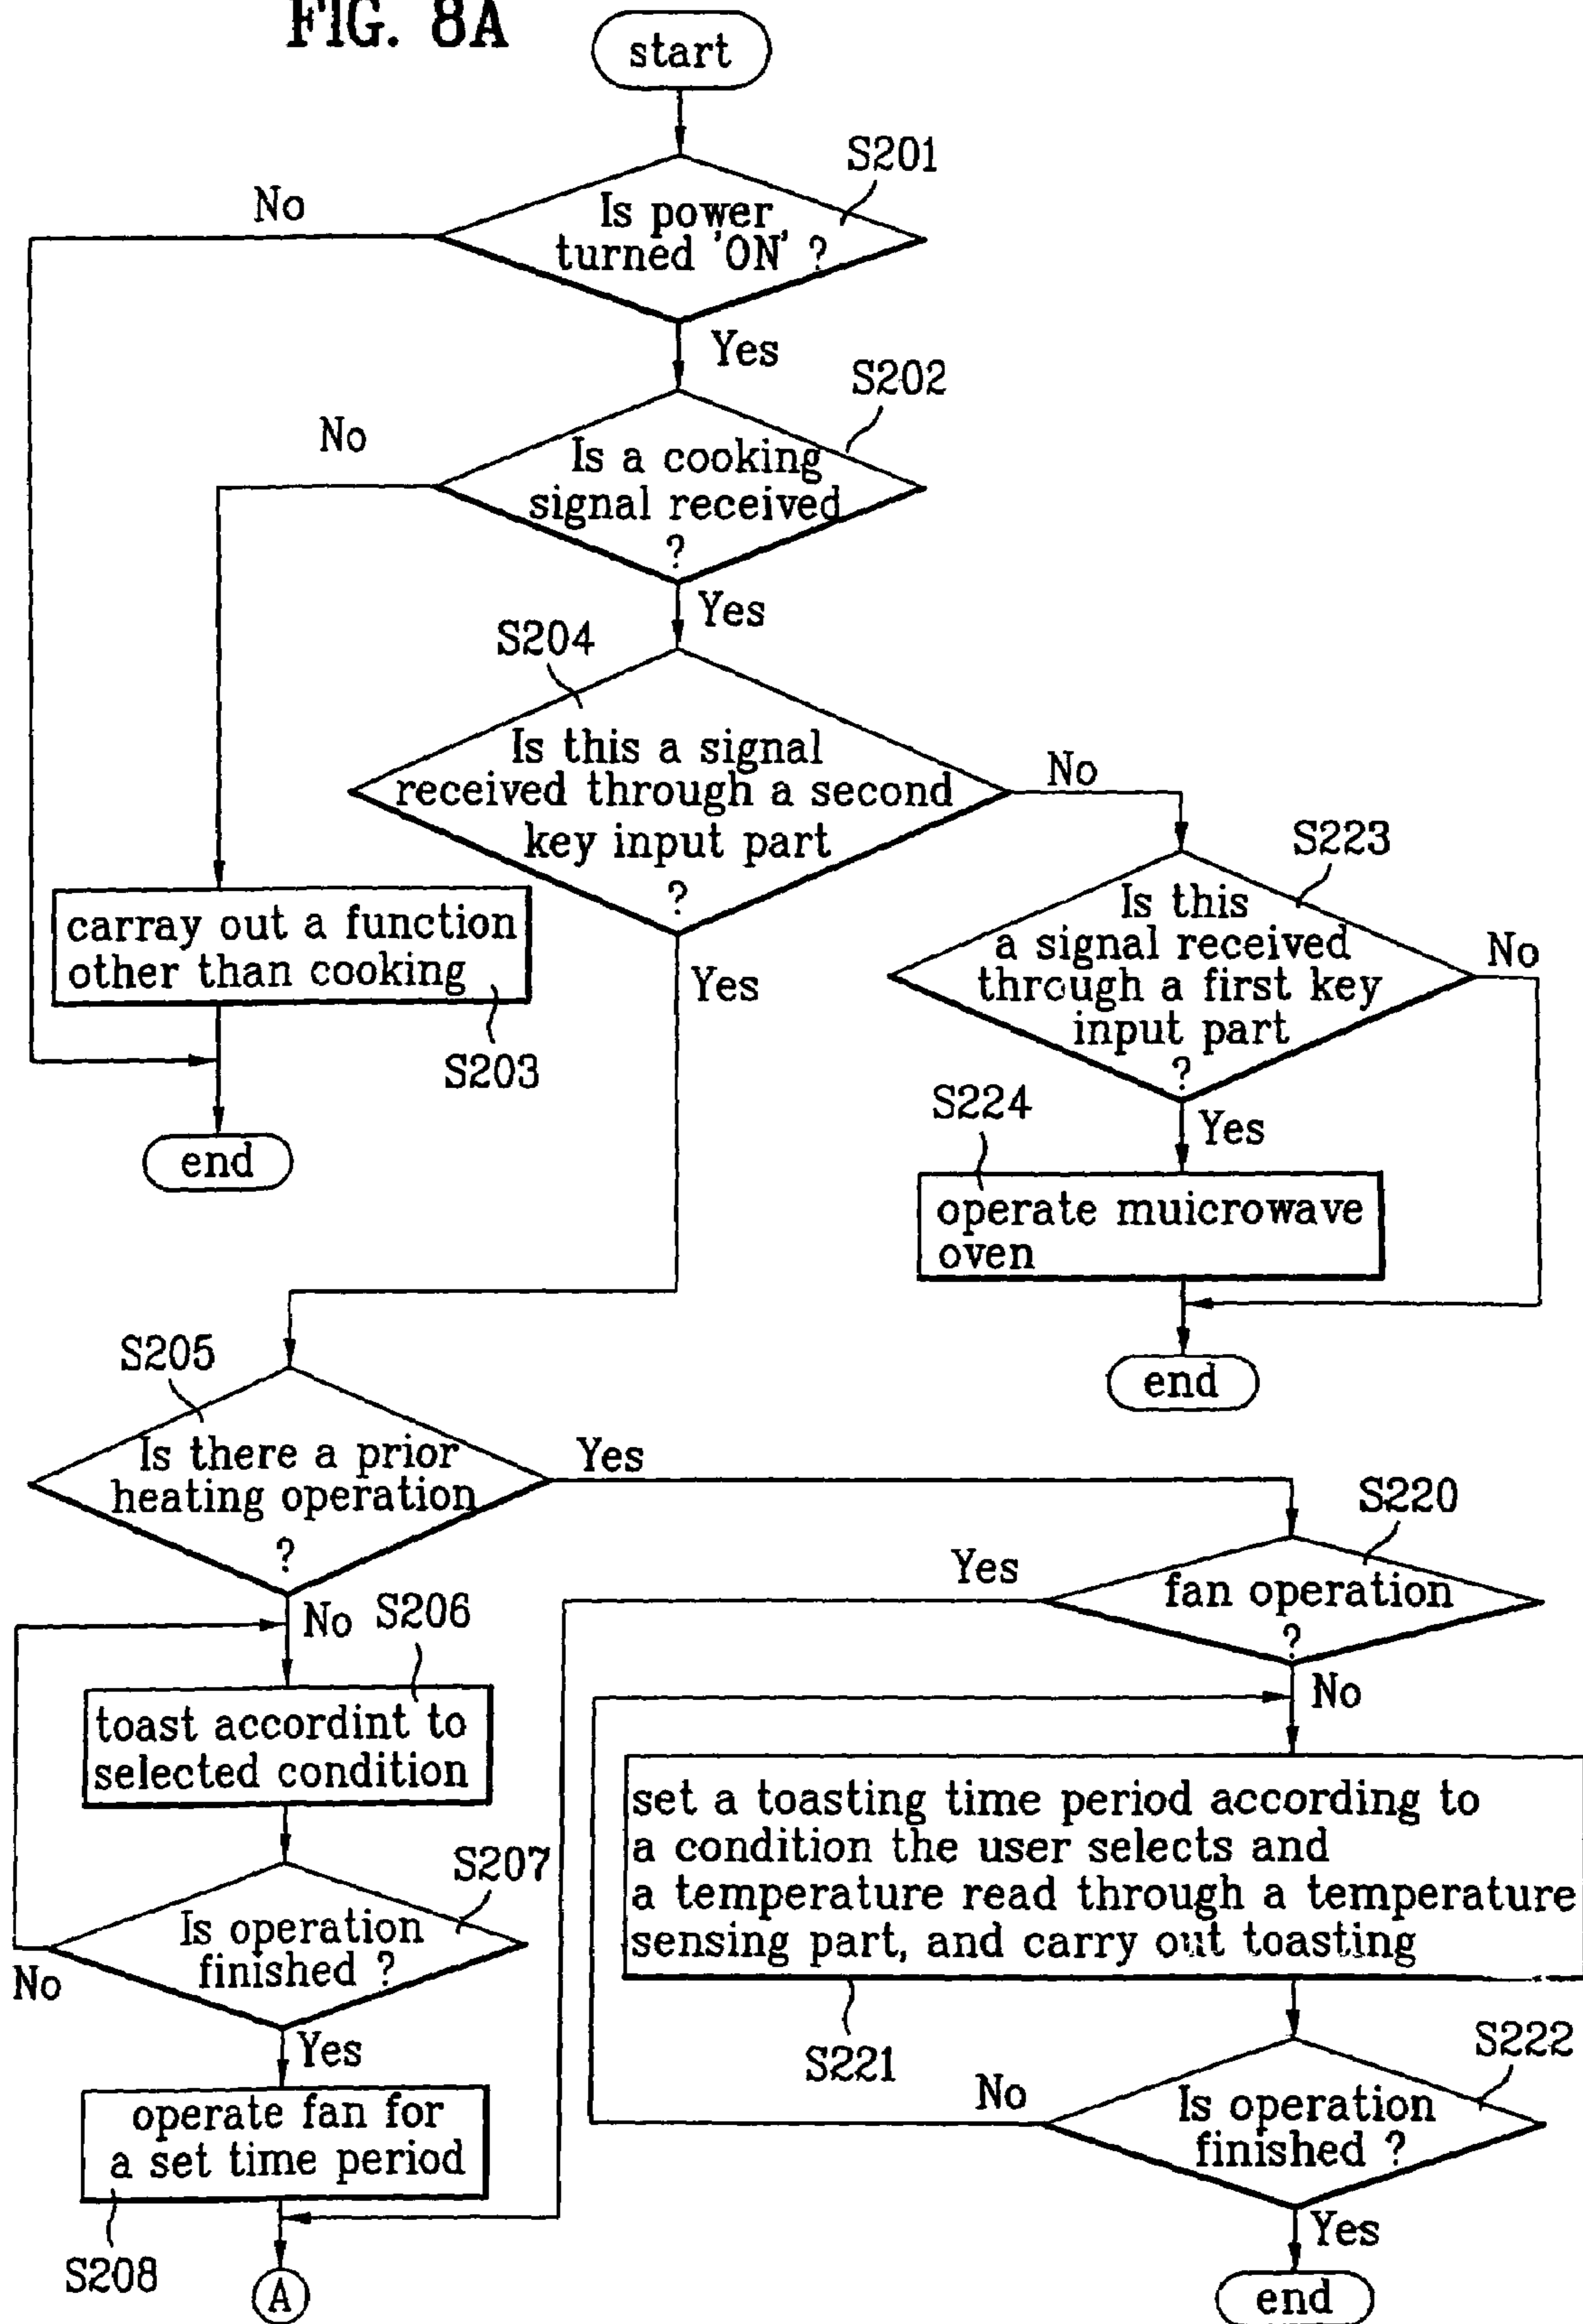 FIG. 8A
start
S201
No
Is power
turned 'ON' ?
Yes
S202
No
Is a cooking
signal received
?
Yes
S204
Is this a signal
received through a second
key input part
?
No
Yes
S223
Is this
a signal received
through a first key
input part
?
No
carray out a function
other than cooking
S203
end
S224
Yes
operate muicrowave
oven
end
S205
Is there a prior
heating operation
?
Yes
S220
Yes
fan operation
?
No
No
S206
toast accordint to
selected condition
S207
Is operation
finished ?
No
Yes
set a toasting time period according to
a condition the user selects and
a temperature read through a temperature
sensing part, and carry out toasting
S221
S222
No
Is operation
finished ?
operate fan for
a set time period
S208
A
Yes
end